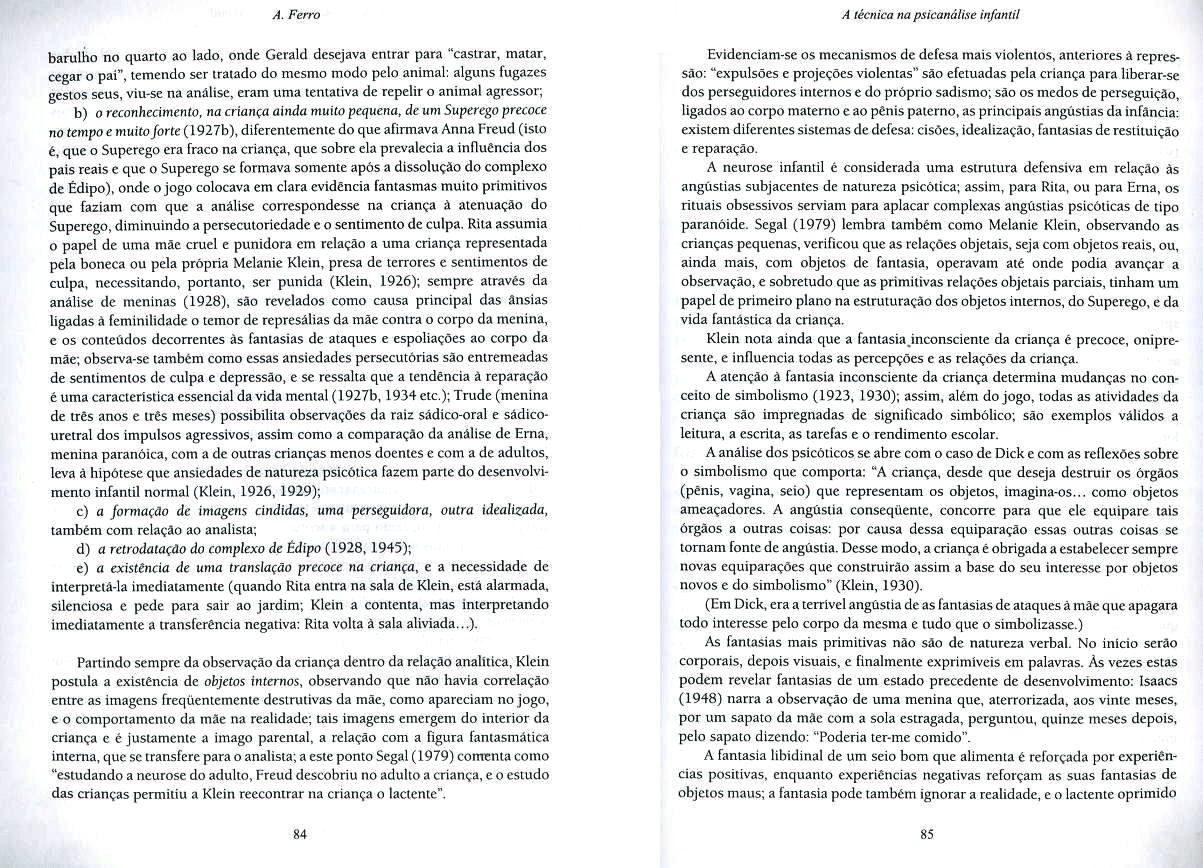 A. Ferro
barulho no quarto ao lado, onde Gerald desejava entrar para “castrar, matar,
cegar o pai”, temendo ser tratado do mesmo modo pelo animal: alguns fugazes
gestos seus, viu-se na análise, eram uma tentativa de repelir o animal agressor;
b) o reconhecimento, na criança ainda muito pequena, de um Superego precoce
no tempo e muito forte (1927b), diferentemente do que afirmava Anna Freud (isto
é, que o Superego era fraco na criança, que sobre ela prevalecia a influência dos
pais reais e que o Superego se formava somente após a dissolução do complexo
de Édipo), onde o jogo colocava em clara evidência fantasmas muito primitivos
que faziam com que a análise correspondesse na criança à atenuação do
Superego, diminuindo a persecutoriedade e o sentimento de culpa. Rita assumia
o papel de uma mãe cruel e punidora em relação a uma criança representada
pela boneca ou pela própria Melanie Klein, presa de terrores e sentimentos de
culpa, necessitando, portanto, ser punida (Klein, 1926); sempre através da
análise de meninas (1928), são revelados como causa principal das ânsias
ligadas à feminilidade o temor de represálias da mãe contra o corpo da menina,
e os conteúdos decorrentes às fantasias de ataques e espoliações ao corpo da
mãe; observa-se também como essas ansiedades persecutórias são entremeadas
de sentimentos de culpa e depressão, e se ressalta que a tendência à reparação
é uma característica essencial da vida mental (1927b, 1934 etc.); Trude (menina
de três anos e três meses) possibilita observações da raiz sádico-oral e sádico-
uretral dos impulsos agressivos, assim como a comparação da análise de Erna,
menina paranóica, com a de outras crianças menos doentes e com a de adultos,
leva à hipótese que ansiedades de natureza psicótica fazem parte do desenvolvi-
mento infantil normal (Klein, 1926, 1929);
c) a formação de imagens cindidas, uma perseguidora, outra idealizada,
também com relação ao analista;
d) a retrodatação do complexo de Édipo (1928, 1945);
e) a existência de uma translação precoce na criança, e a necessidade de
interpretá-la imediatamente (quando Rita entra na sala de Klein, está alarmada,
silenciosa e pede para sair ao jardim; Klein a contenta, mas interpretando
imediatamente a transferência negativa: Rita volta à sala aliviada…).
Partindo sempre da observação da criança dentro da relação analítica, Klein
postula a existência de objetos internos, observando que não havia correlação
entre as imagens freqüentemente destrutivas da mãe, como apareciam no jogo,
e o comportamento da mãe na realidade; tais imagens emergem do interior da
criança e é justamente a imago parental, a relação com a figura fantasmática
interna, que se transfere para o analista; a este ponto Segal (1979) comenta como
“estudando a neurose do adulto, Freud descobriu no adulto a criança, e o estudo
das crianças permitiu a Klein reecontrar na criança o lactente”.
84
A técnica na psicanálise infantil
Evidenciam-se os mecanismos de defesa mais violentos, anteriores à repres-
são: “expulsões e projeções violentas” são efetuadas pela criança para liberar-se
dos perseguidores internos e do próprio sadismo; são os medos de perseguição,
ligados ao corpo materno e ao pênis paterno, as principais angústias da infância:
existem diferentes sistemas de defesa: cisões, idealização, fantasias de restituição
e reparação.
A neurose infantil é considerada uma estrutura defensiva em relação às
angústias subjacentes de natureza psicótica; assim, para Rita, ou para Erna, os
rituais obsessivos serviam para aplacar complexas angústias psicóticas de tipo
paranóide. Segal (1979) lembra também como Melanie Klein, observando as
crianças pequenas, verificou que as relações objetais, seja com objetos reais, ou,
ainda mais, com objetos de fantasia, operavam até onde podia avançar a
observação, e sobretudo que as primitivas relações objetais parciais, tinham um
papel de primeiro plano na estruturação dos objetos internos, do Superego, e da
vida fantástica da criança.
Klein nota ainda que a fantasia inconsciente da criança é precoce, onipre-
sente, e influencia todas as percepções e as relações da criança.
A atenção à fantasia inconsciente da criança determina mudanças no con-
ceito de simbolismo (1923, 1930); assim, além do jogo, todas as atividades da
criança são impregnadas de significado simbólico; são exemplos válidos a
leitura, a escrita, as tarefas e o rendimento escolar.
A análise dos psicóticos se abre com o caso de Dick e com as reflexões sobre
o simbolismo que comporta: “A criança, desde que deseja destruir os órgãos
(pênis, vagina, seio) que representam os objetos, imagina-os… como objetos
ameaçadores. A angústia conseqüente, concorre para que ele equipare tais
órgãos a outras coisas: por causa dessa equiparação essas outras coisas se
tornam fonte de angústia. Desse modo, a criança é obrigada a estabelecer sempre
novas equiparações que construirão assim a base do seu interesse por objetos
novos e do simbolismo” (Klein, 1930).
(Em Dick, era a terrível angústia de as fantasias de ataques à mãe que apagara
todo interesse pelo corpo da mesma e tudo que o simbolizasse.)
As fantasias mais primitivas não são de natureza verbal. No início serão
corporais, depois visuais, e finalmente exprimíveis em palavras. Às vezes estas
podem revelar fantasias de um estado precedente de desenvolvimento: Isaacs
(1948) narra a observação de uma menina que, aterrorizada, aos vinte meses,
por um sapato da mãe com a sola estragada, perguntou, quinze meses depois,
pelo sapato dizendo: “Poderia ter-me comido”.
A fantasia libidinal de um seio bom que alimenta é reforçada por experiên-
cias positivas, enquanto experiências negativas reforçam as suas fantasias de
objetos maus; a fantasia pode também ignorar a realidade, e o lactente oprimido
85